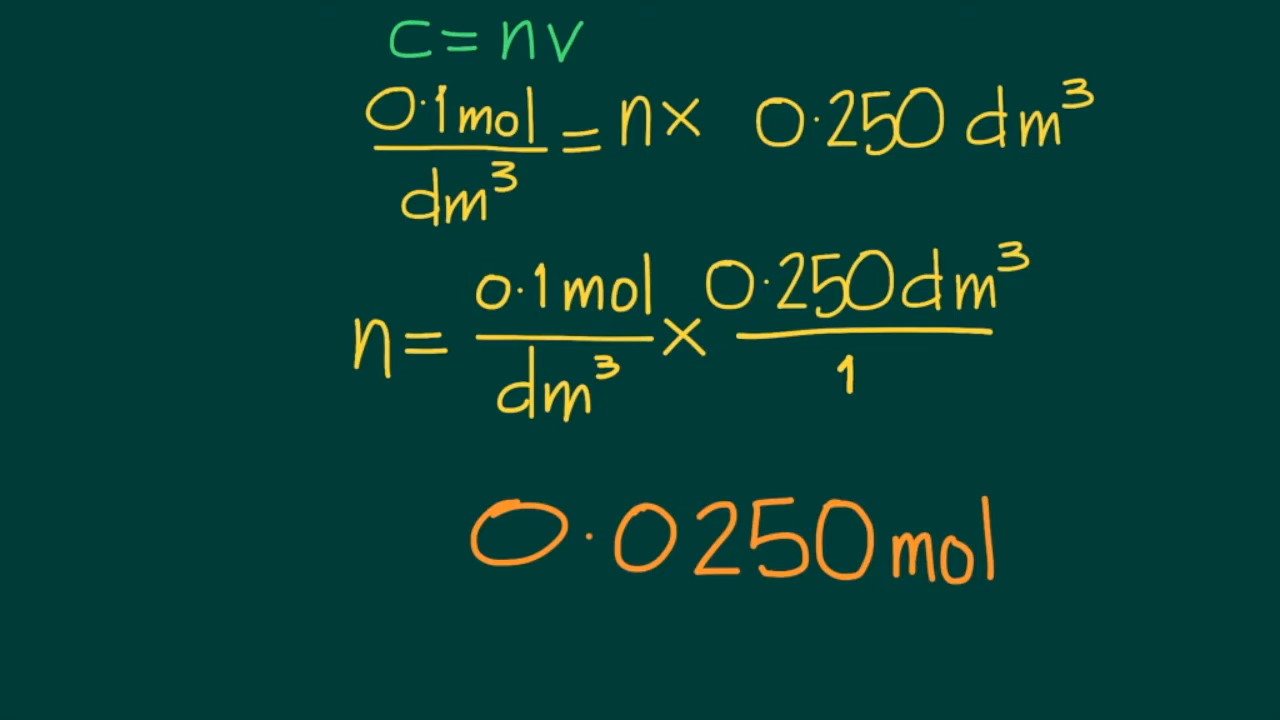 c = nv
0.1 mol / dm³ = n × 0.250 dm³
n = 0.1 mol / dm³ × 0.250 dm³ / 1
0.0250 mol